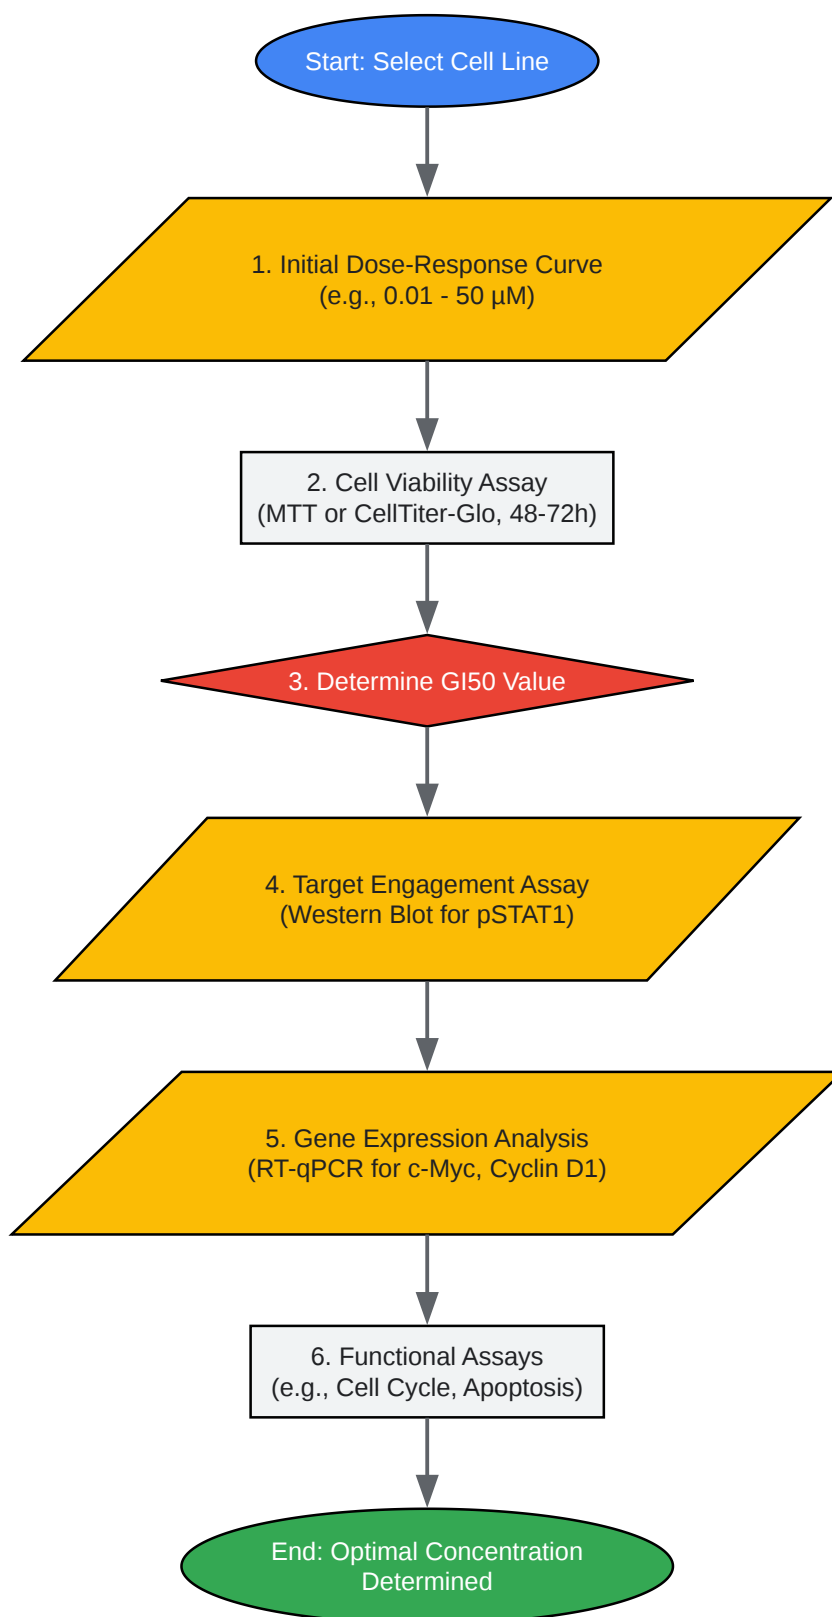 Start: Select Cell Line
1. Initial Dose-Response Curve
(e.g., 0.01 - 50 µM)
2. Cell Viability Assay
(MTT or CellTiter-Glo, 48-72h)
3. Determine GI50 Value
4. Target Engagement Assay
(Western Blot for pSTAT1)
5. Gene Expression Analysis
(RT-qPCR for c-Myc, Cyclin D1)
6. Functional Assays
(e.g., Cell Cycle, Apoptosis)
End: Optimal Concentration
Determined